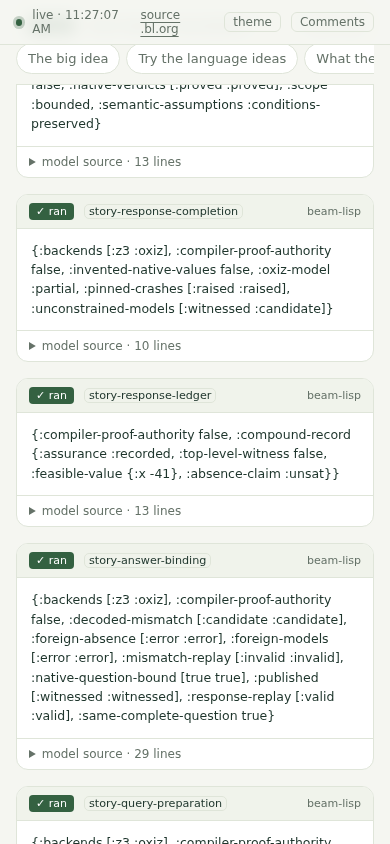 live · 11:27:07
AM
source
.bl.org
theme
Comments
The big idea
Try the language ideas
What the
false, :native-verdicts [:proved :proved], :scope
:bounded, :semantic-assumptions :conditions-
preserved}
▶ model source · 13 lines
✓ ran story-response-completion beam-lisp
{:backends [:z3 :oxiz], :compiler-proof-authority
false, :invented-native-values false, :oxiz-model
:partial, :pinned-crashes [:raised :raised],
:unconstrained-models [:witnessed :candidate]}
▶ model source · 10 lines
✓ ran story-response-ledger beam-lisp
{:compiler-proof-authority false, :compound-record
{:assurance :recorded, :top-level-witness false,
:feasible-value {:x -41}, :absence-claim :unsat}}
▶ model source · 13 lines
✓ ran story-answer-binding beam-lisp
{:backends [:z3 :oxiz], :compiler-proof-authority
false, :decoded-mismatch [:candidate :candidate],
:foreign-absence [:error :error], :foreign-models
[:error :error], :mismatch-replay [:invalid :invalid],
:native-question-bound [true true], :published
[:witnessed :witnessed], :response-replay [:valid
:valid], :same-complete-question true}
▶ model source · 29 lines
✓ ran story-query-preparation beam-lisp
{:backends [:z3 :oxiz], :compiler-proof-authority